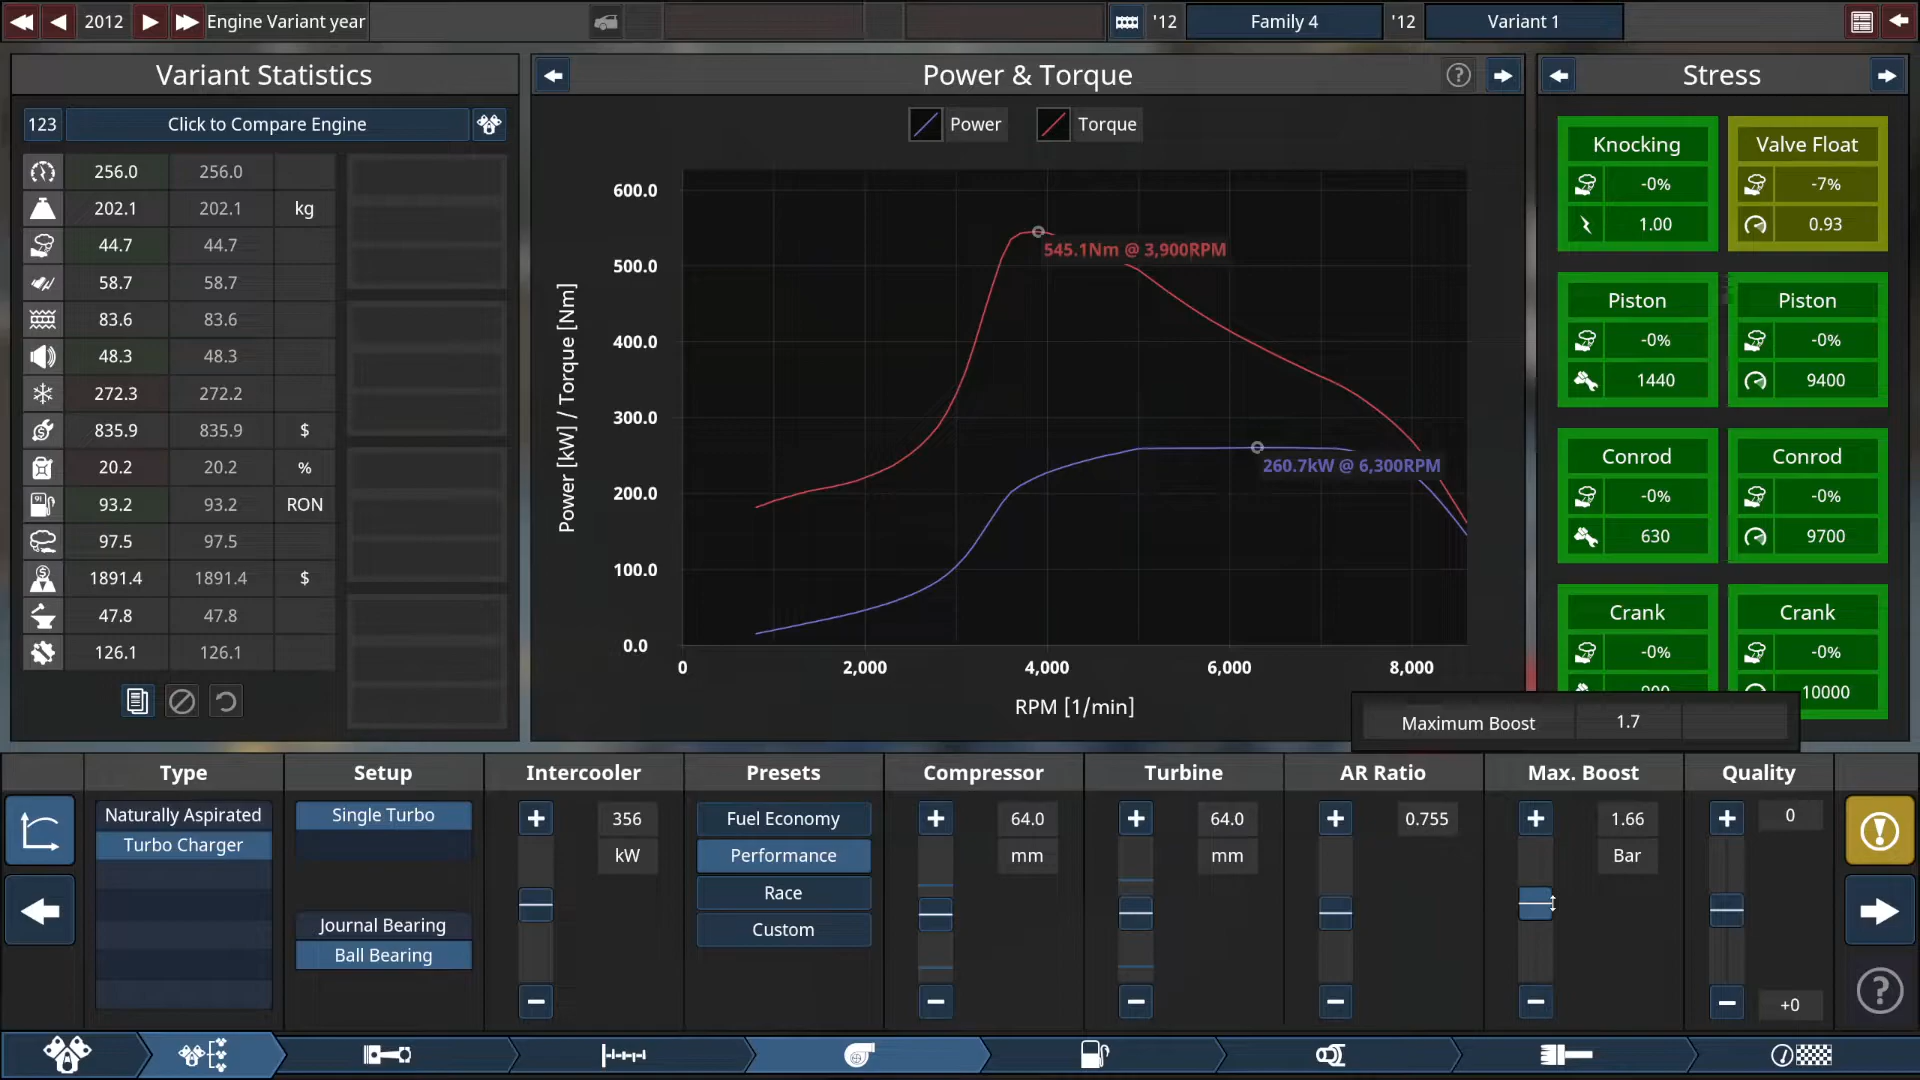 2012
Engine Variant year
'12
Family 4
'12
Variant 1
Variant Statistics
123
Click to Compare Engine
256.0 256.0
202.1 202.1 kg
44.7 44.7
58.7 58.7
83.6 83.6
48.3 48.3
272.3 272.2
835.9 835.9 $
20.2 20.2 %
93.2 93.2 RON
97.5 97.5
1891.4 1891.4 $
47.8 47.8
126.1 126.1
Power & Torque
?
Power
Torque
Power [kW] / Torque [Nm]
600.0
500.0
400.0
300.0
200.0
100.0
0.0
545.1Nm @ 3,900RPM
260.7kW @ 6,300RPM
0 2,000 4,000 6,000 8,000
RPM [1/min]
Stress
Knocking
-0%
1.00
Valve Float
-7%
0.93
Piston
-0%
1440
Piston
-0%
9400
Conrod
-0%
630
Conrod
-0%
9700
Crank
-0%
Crank
-0%
10000
Maximum Boost 1.7
Type
Naturally Aspirated
Turbo Charger
Setup
Single Turbo
Journal Bearing
Ball Bearing
Intercooler
+
356
kW
−
Presets
Fuel Economy
Performance
Race
Custom
Compressor
+
64.0
mm
−
Turbine
+
64.0
mm
−
AR Ratio
+
0.755
−
Max. Boost
+
1.66
Bar
−
Quality
+
0
−
+0
?